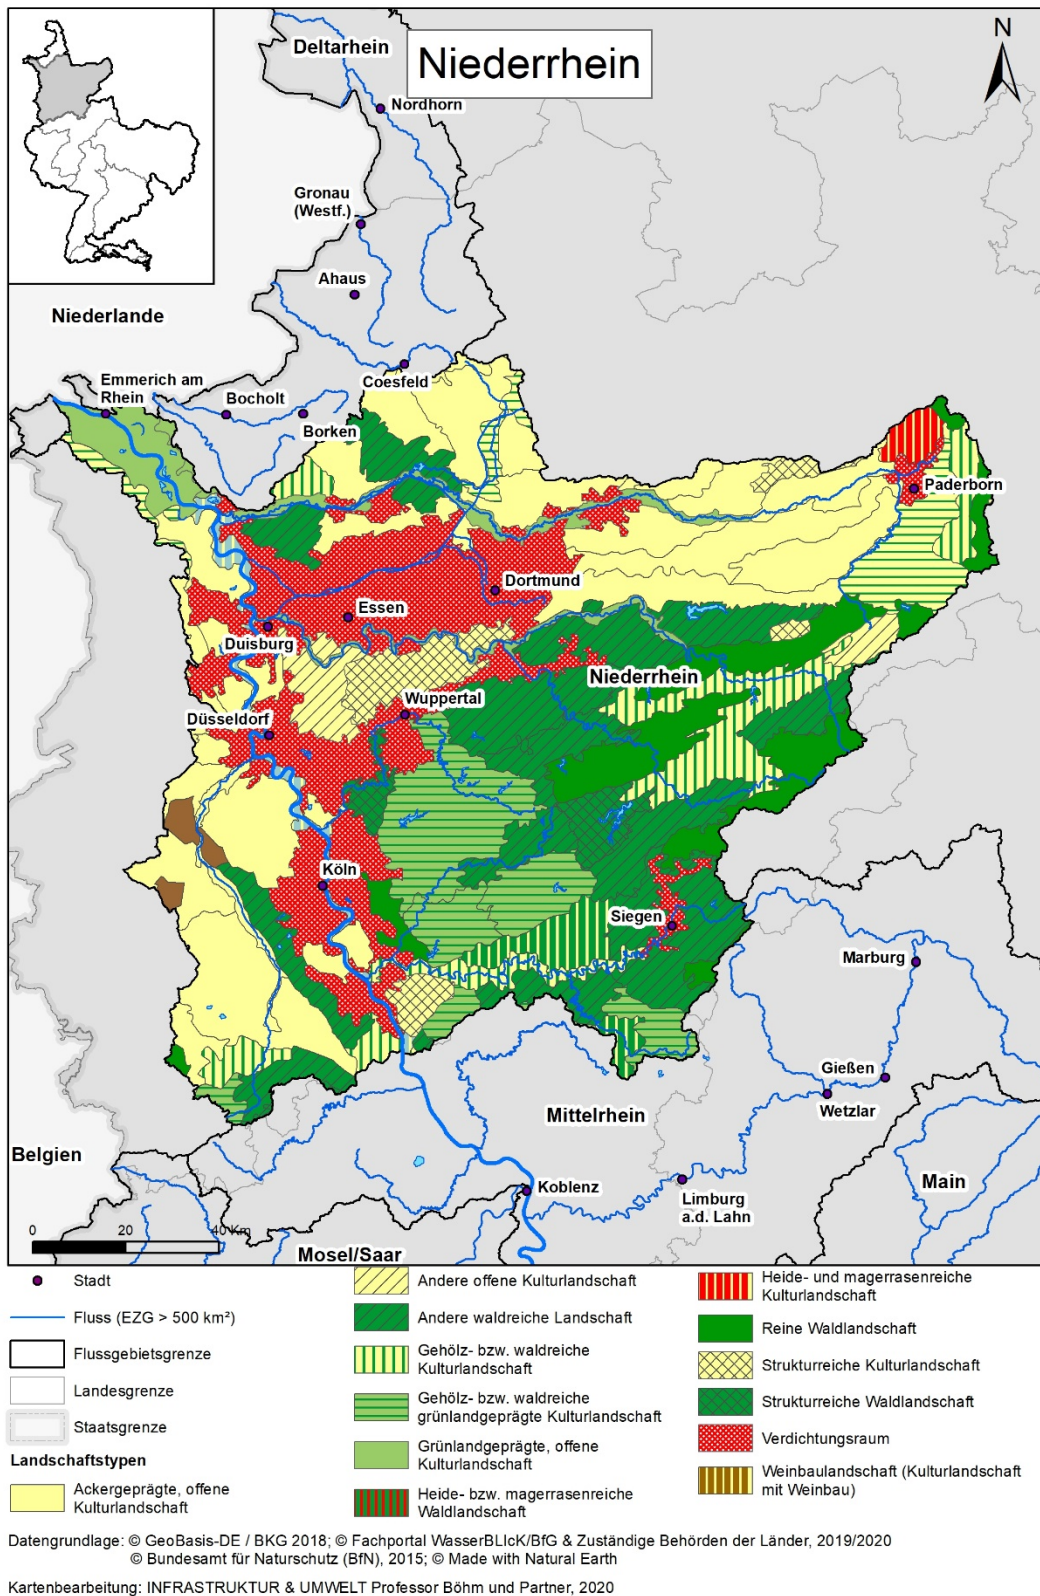 Niederrhein
N
Deltarhein
Nordhorn
Gronau
(Westf.)
Ahaus
Niederlande
Coesfeld
Emmerich am
Rhein
Bocholt
Borken
Paderborn
Dortmund
Essen
Duisburg
Niederrhein
Wuppertal
Düsseldorf
Köln
Siegen
Marburg
Gießen
Wetzlar
Mittelrhein
Belgien
Koblenz
Limburg
a.d. Lahn
Main
Mosel/Saar
0 20 40 Km
Stadt
Fluss (EZG > 500 km²)
Flussgebietsgrenze
Landesgrenze
Staatsgrenze
Landschaftstypen
Ackergeprägte, offene
Kulturlandschaft
Andere offene Kulturlandschaft
Andere waldreiche Landschaft
Gehölz- bzw. waldreiche
Kulturlandschaft
Gehölz- bzw. waldreiche
grünlandgeprägte Kulturlandschaft
Grünlandgeprägte, offene
Kulturlandschaft
Heide- bzw. magerrasenreiche
Waldlandschaft
Heide- und magerrasenreiche
Kulturlandschaft
Reine Waldlandschaft
Strukturreiche Kulturlandschaft
Strukturreiche Waldlandschaft
Verdichtungsraum
Weinbaulandschaft (Kulturlandschaft
mit Weinbau)
Datengrundlage: © GeoBasis-DE / BKG 2018; © Fachportal WasserBLIcK/BfG & Zuständige Behörden der Länder, 2019/2020
© Bundesamt für Naturschutz (BfN), 2015; © Made with Natural Earth
Kartenbearbeitung: INFRASTRUKTUR & UMWELT Professor Böhm und Partner, 2020